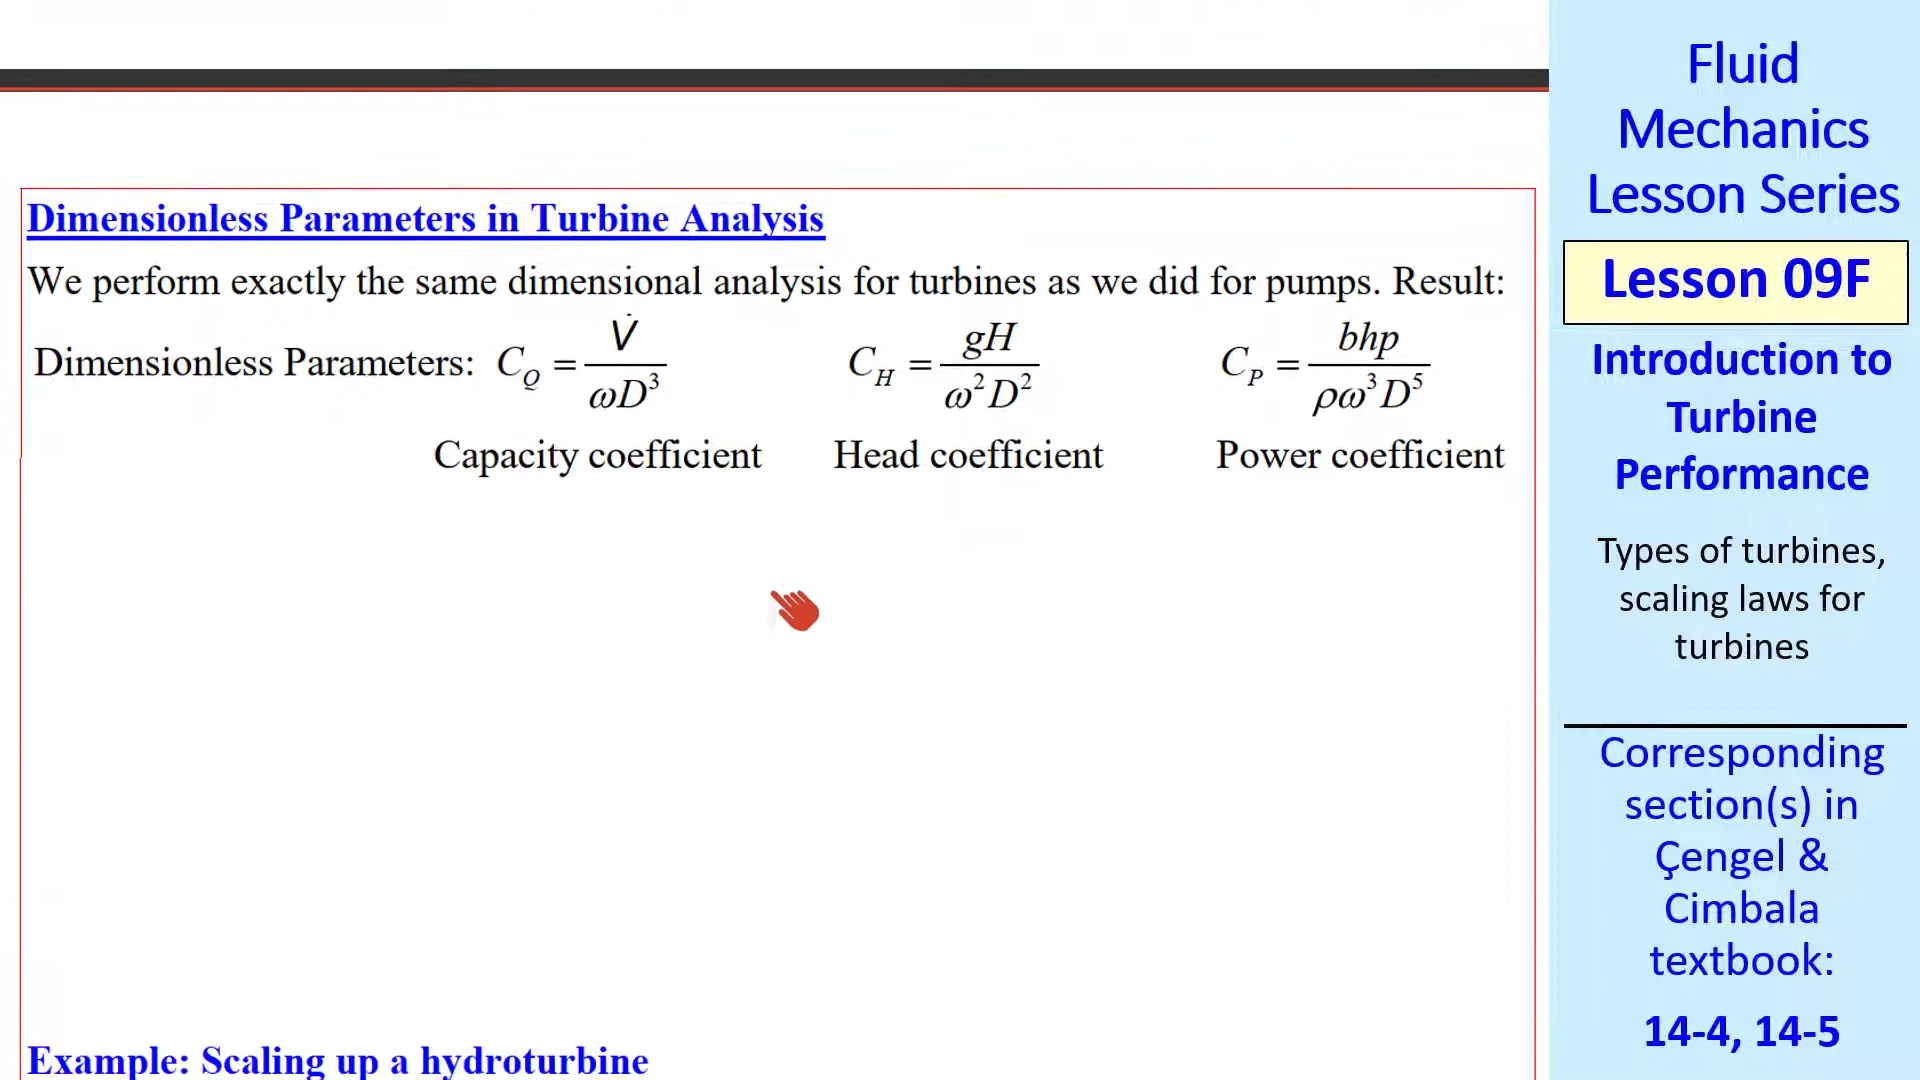 Dimensionless Parameters in Turbine Analysis
We perform exactly the same dimensional analysis for turbines as we did for pumps. Result:
Dimensionless Parameters: C_Q = V̇ / ωD³ C_H = gH / ω²D² C_P = bhp / ρω³D⁵
Capacity coefficient Head coefficient Power coefficient
Example: Scaling up a hydroturbine
Fluid
Mechanics
Lesson Series
Lesson 09F
Introduction to
Turbine
Performance
Types of turbines,
scaling laws for
turbines
Corresponding
section(s) in
Çengel &
Cimbala
textbook:
14-4, 14-5